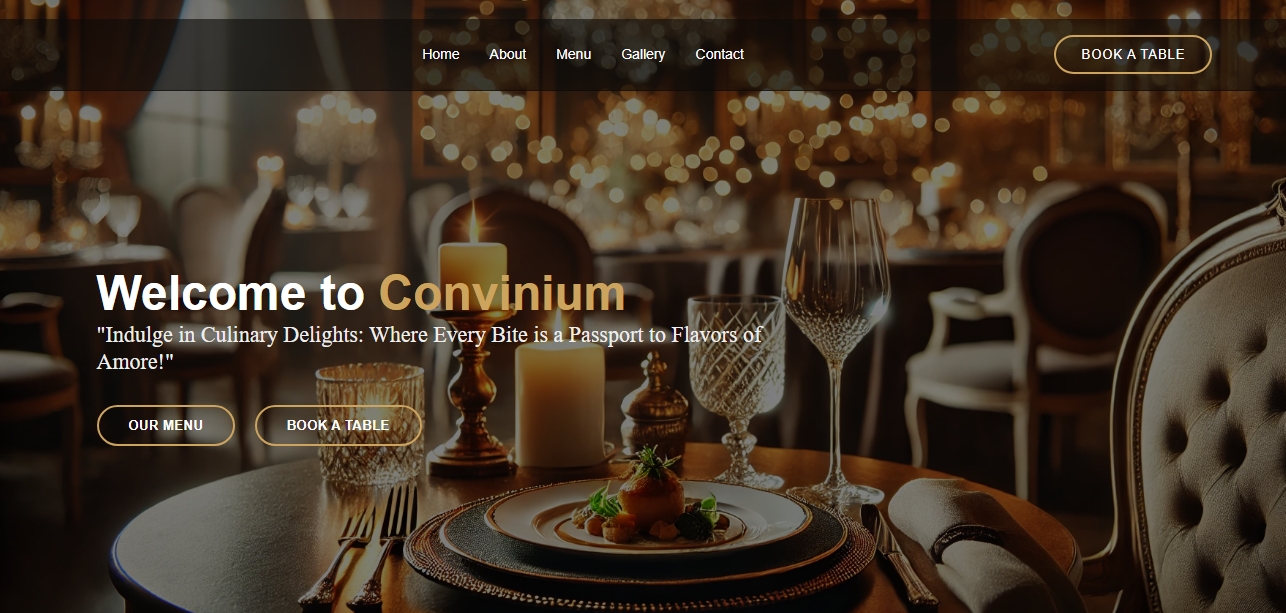 Home About Menu Gallery Contact BOOK A TABLE
Welcome to Convinium
"Indulge in Culinary Delights: Where Every Bite is a Passport to Flavors of
Amore!"
OUR MENU BOOK A TABLE